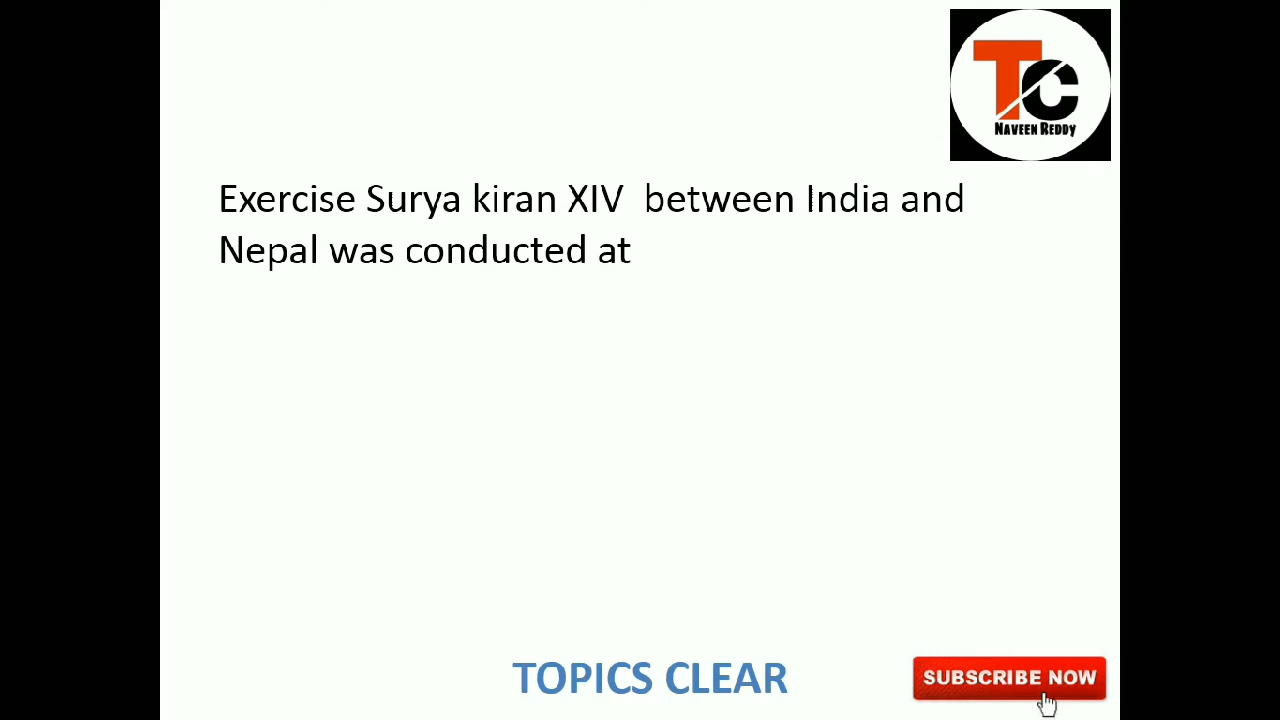 TC
NAVEEN REDDY
Exercise Surya kiran XIV between India and
Nepal was conducted at
TOPICS CLEAR
SUBSCRIBE NOW